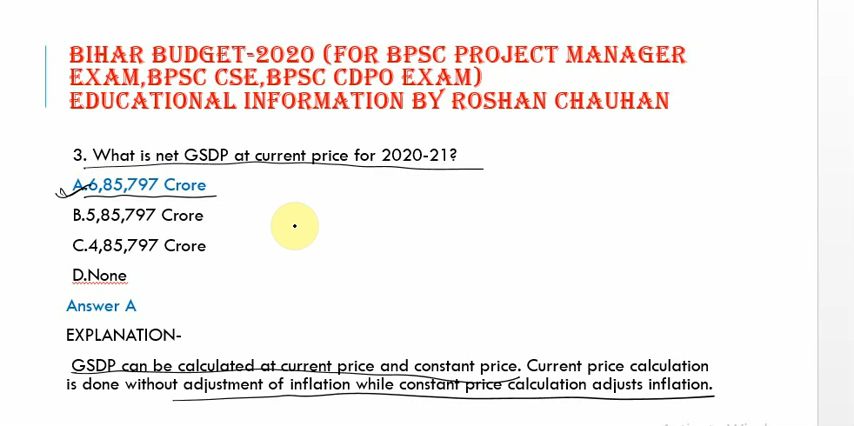 BIHAR BUDGET-2020 (FOR BPSC PROJECT MANAGER
EXAM,BPSC CSE,BPSC CDPO EXAM)
EDUCATIONAL INFORMATION BY ROSHAN CHAUHAN
3. What is net GSDP at current price for 2020-21?
A.6,85,797 Crore
B.5,85,797 Crore
C.4,85,797 Crore
D.None
Answer A
EXPLANATION-
GSDP can be calculated at current price and constant price. Current price calculation
is done without adjustment of inflation while constant price calculation adjusts inflation.